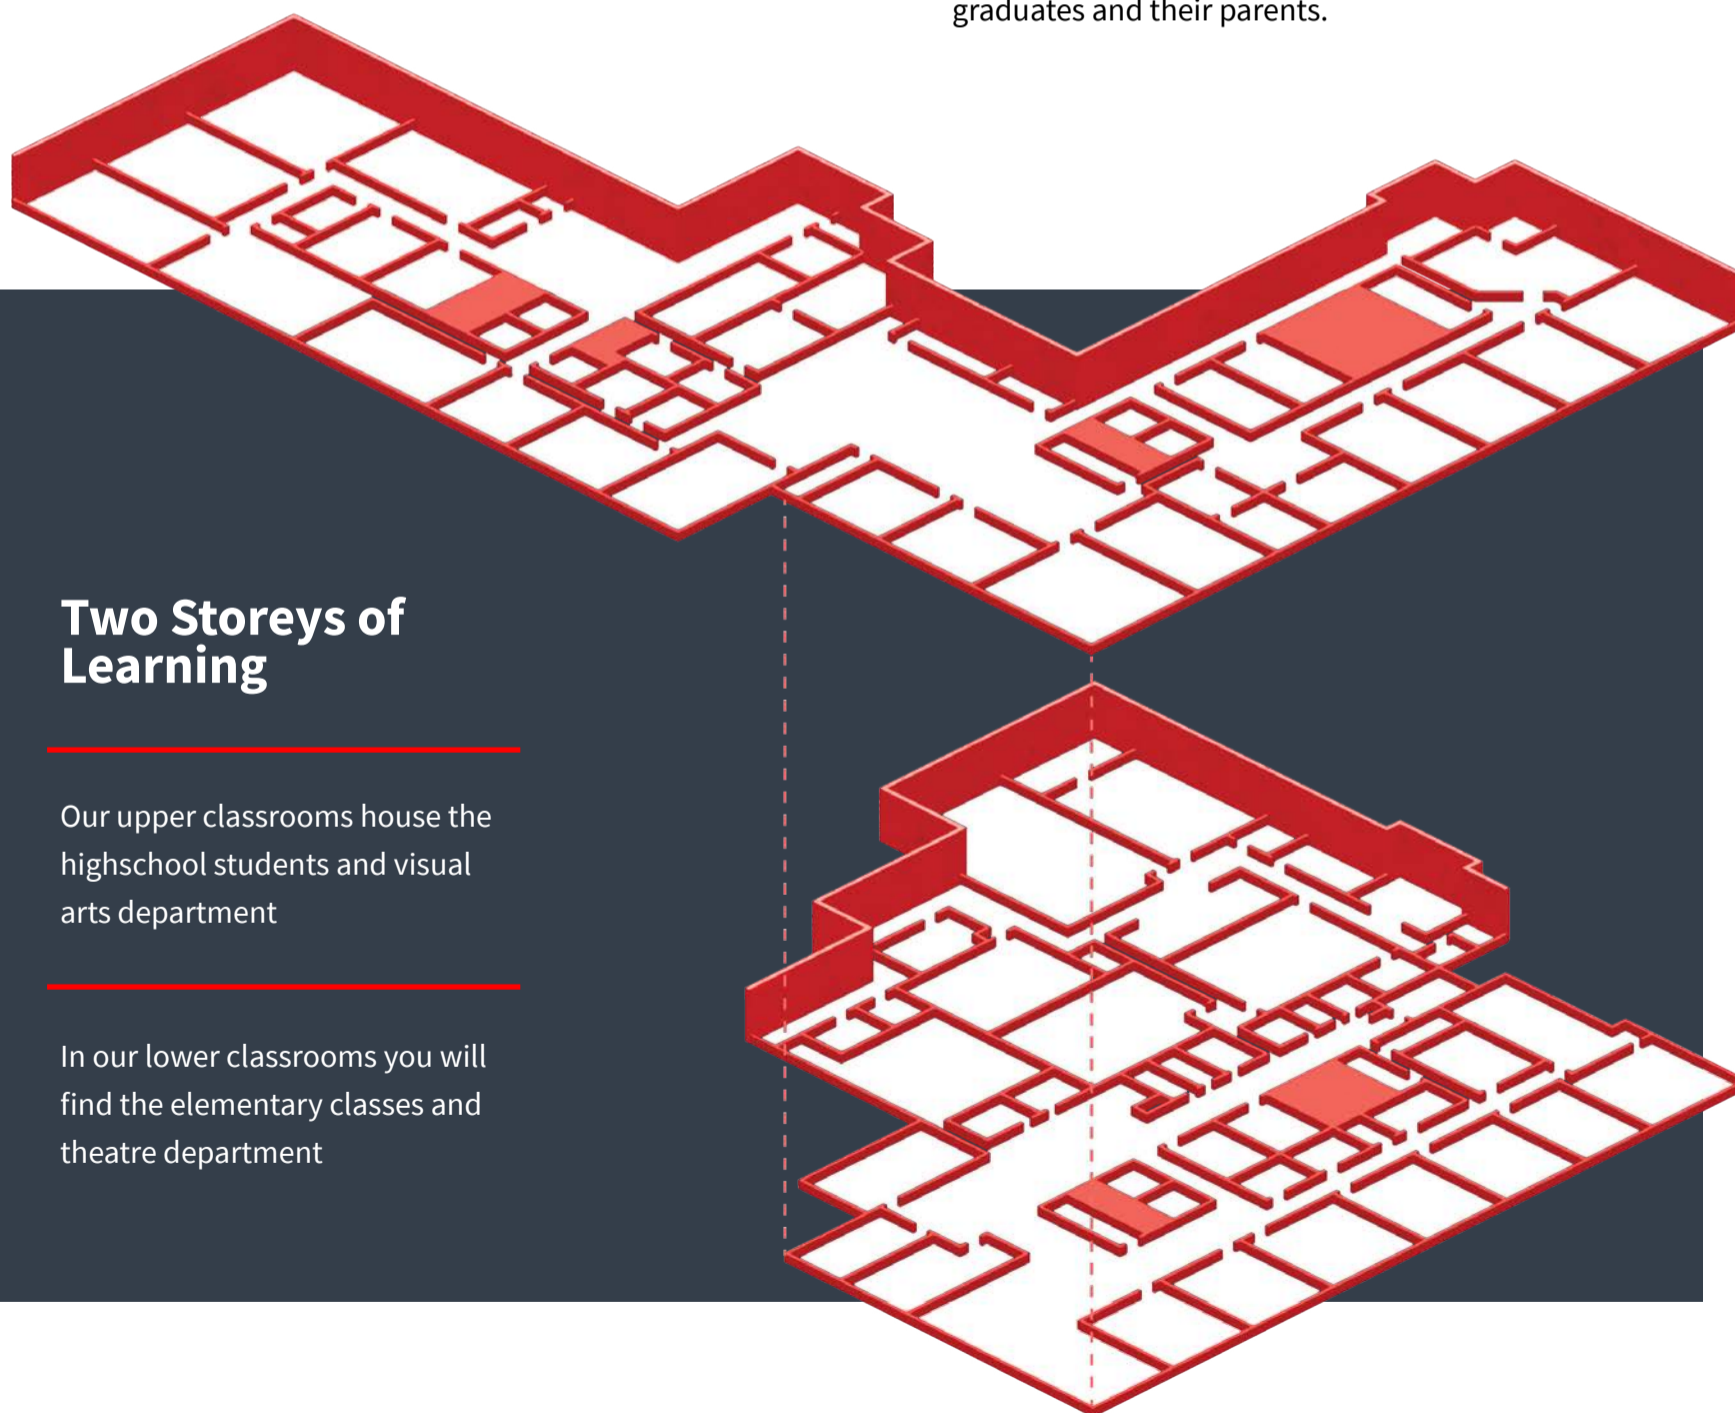 graduates and their parents.
Two Storeys of
Learning
Our upper classrooms house the
highschool students and visual
arts department
In our lower classrooms you will
find the elementary classes and
theatre department